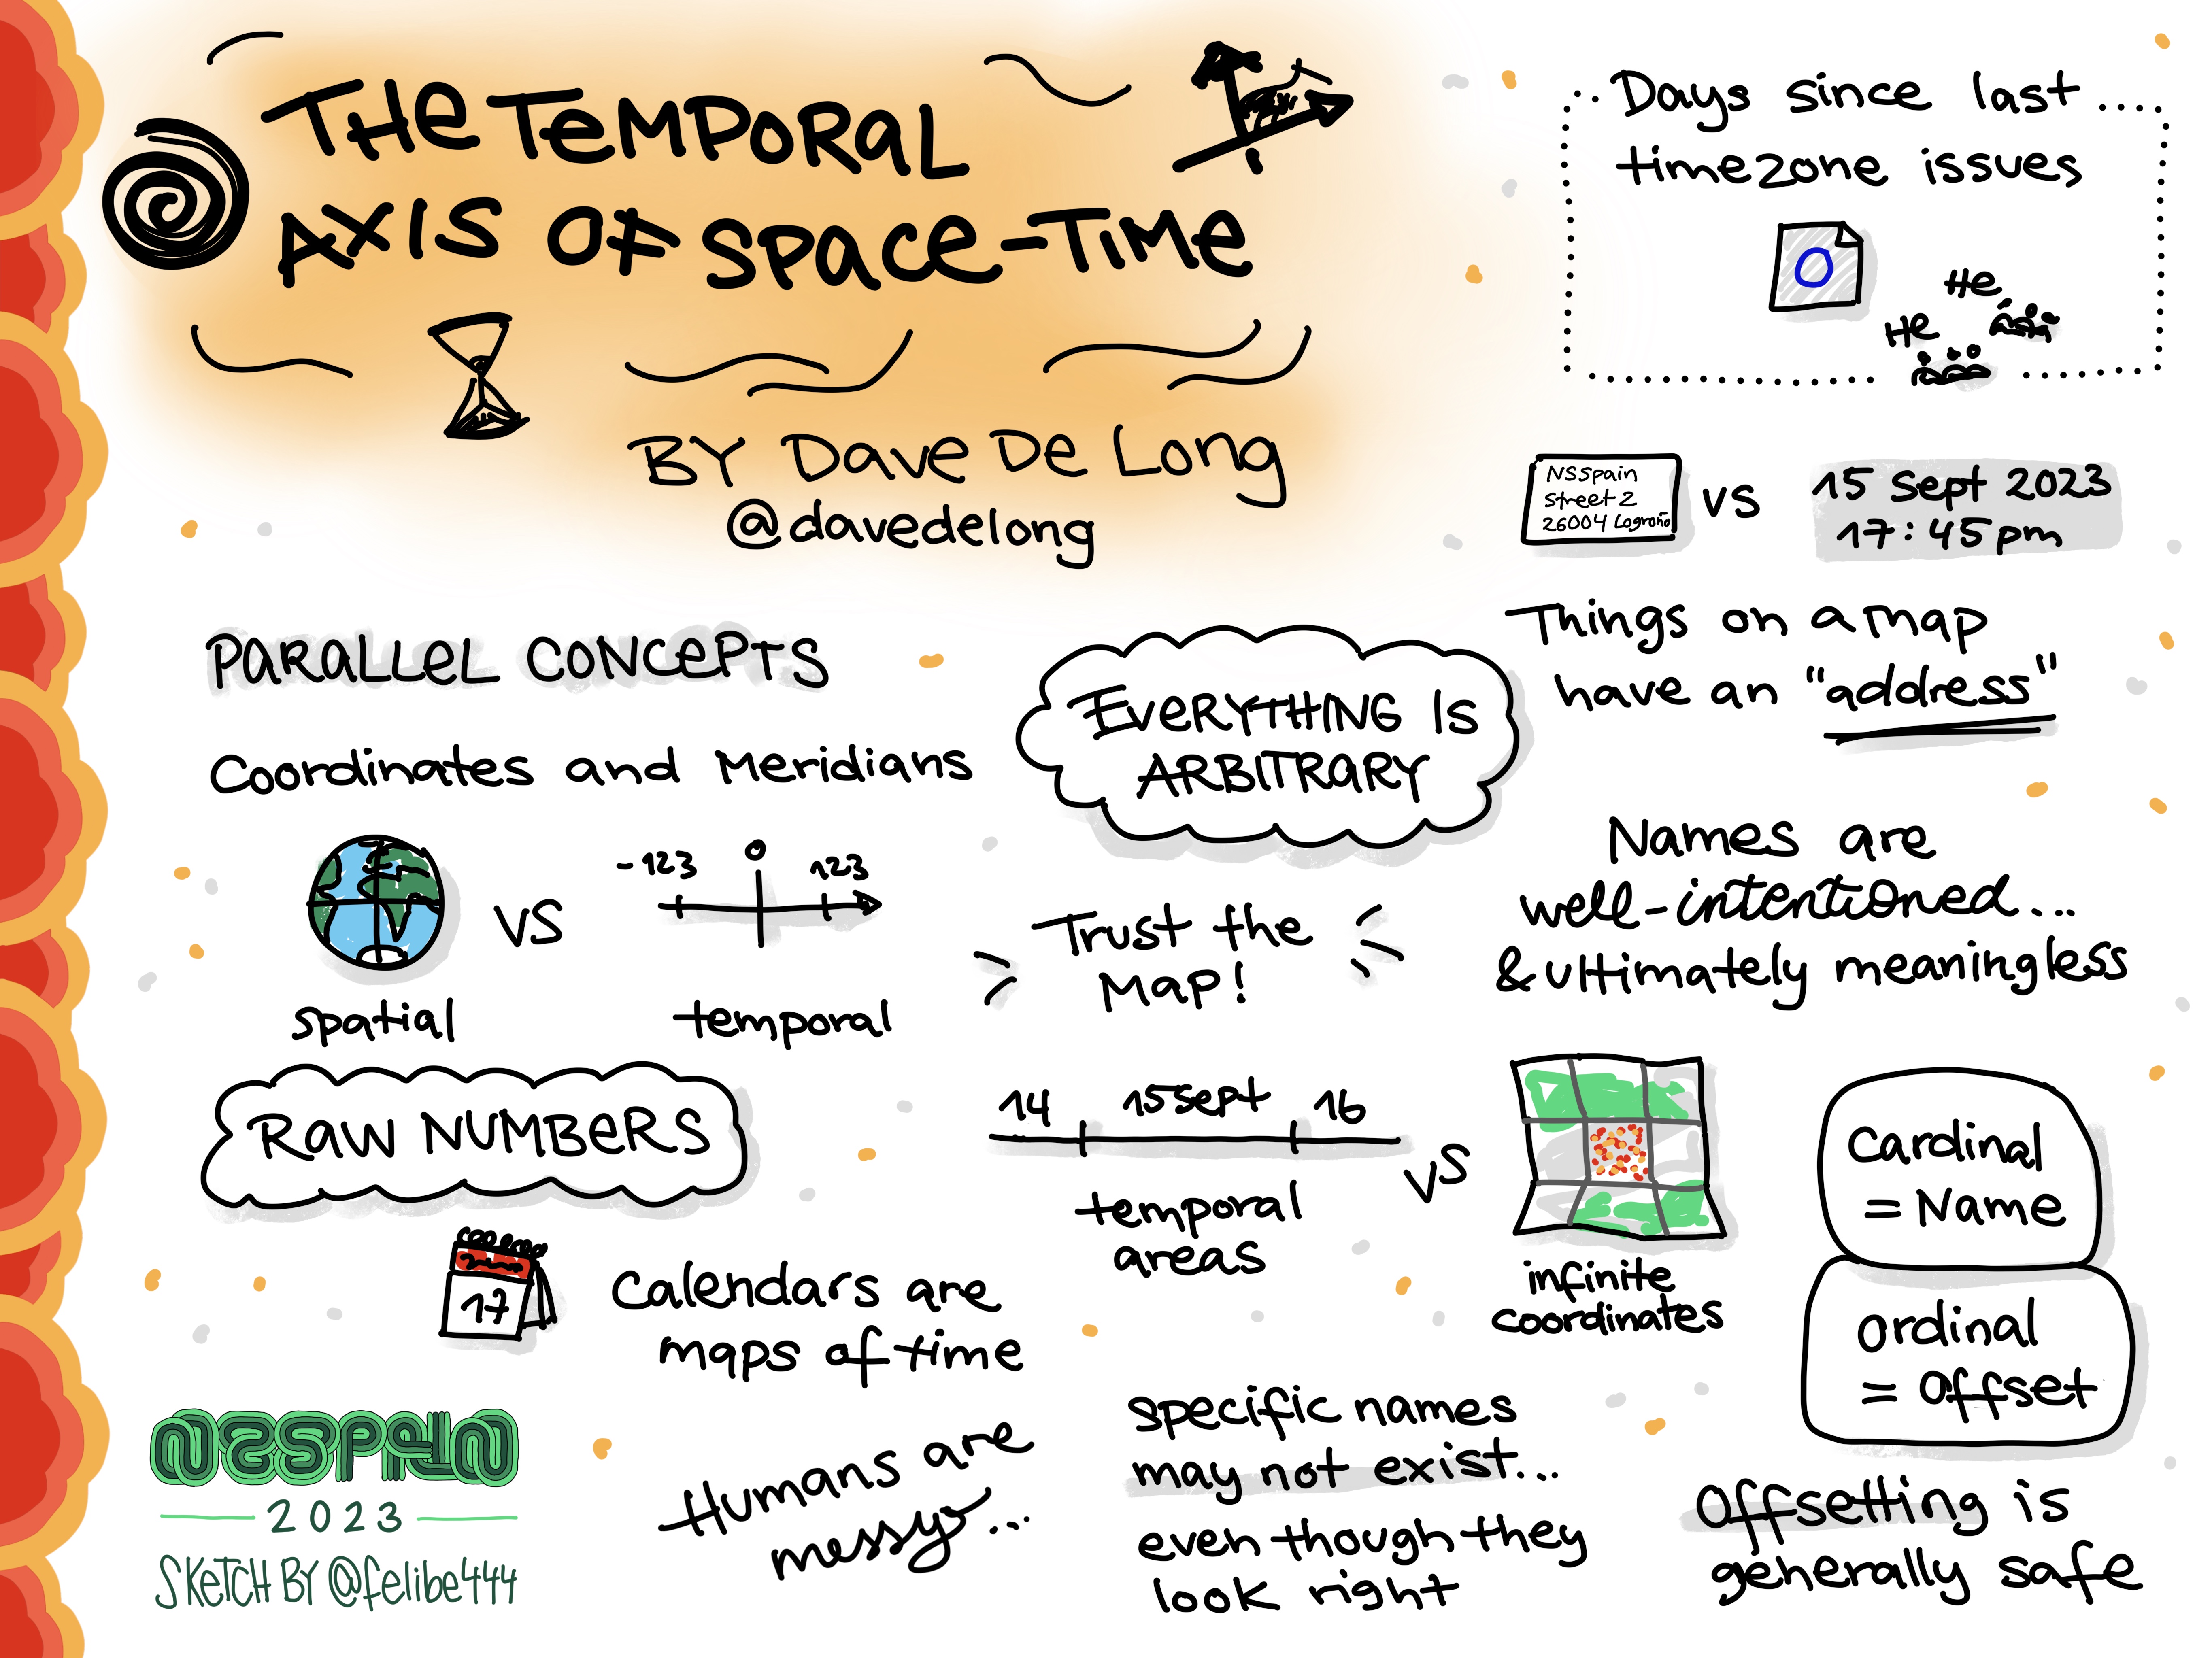 THE TEMPORAL
AXIS OF SPACE-TIME
BY Dave De Long
@davedelong
Days since last
timezone issues
0
He
He
NSSpain
Street 2
26004 Logroño
VS
15 Sept 2023
17:45pm
Things on a map
have an "address"
PARALLEL CONCEPTS
Coordinates and Meridians
VS
-123
0
123
spatial
temporal
EVERYTHING IS
ARBITRARY
Trust the
Map!
Names are
well-intentioned...
& ultimately meaningless
RAW NUMBERS
17
Calendars are
maps of time
Humans are
messy...
14
15 sept
16
temporal
areas
VS
infinite
coordinates
Cardinal
= Name
ordinal
= Offset
specific names
may not exist...
even though they
look right
Offsetting is
generally safe
NSSPAIN
2023
SKETCH BY @felibe444